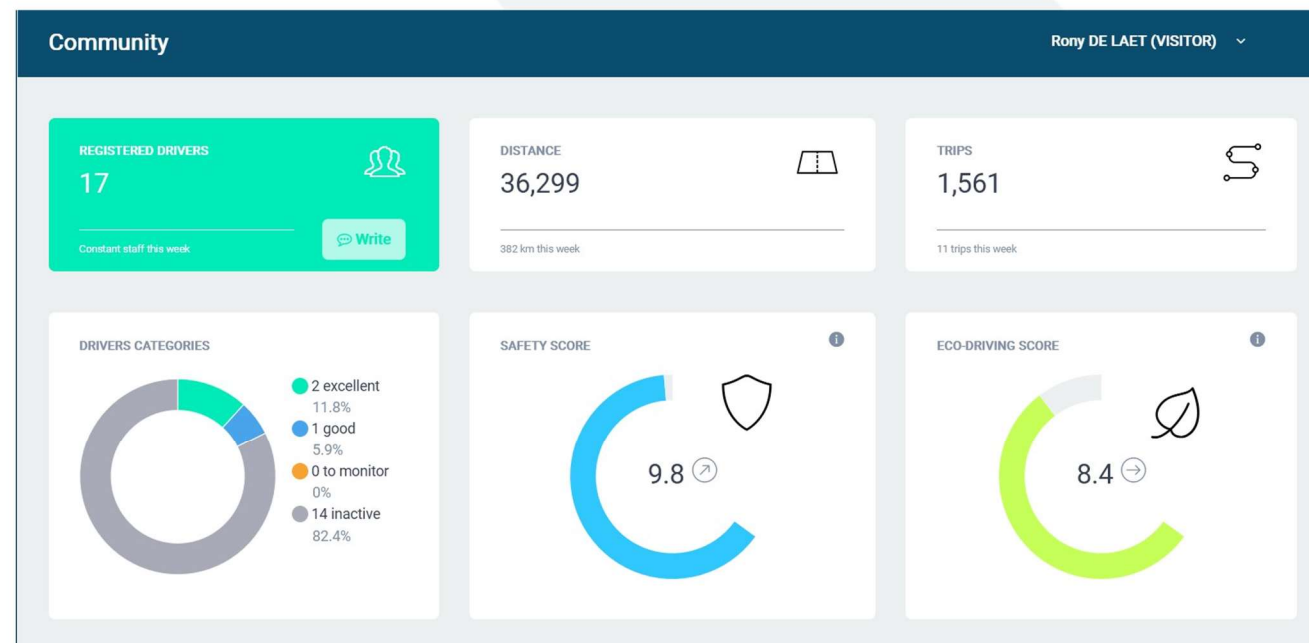 Community
Rony DE LAET (VISITOR)
REGISTERED DRIVERS
17
Constant staff this week
Write
DISTANCE
36,299
382 km this week
TRIPS
1,561
11 trips this week
DRIVERS CATEGORIES
2 excellent
11.8%
1 good
5.9%
0 to monitor
0%
14 inactive
82.4%
SAFETY SCORE
9.8
ECO-DRIVING SCORE
8.4